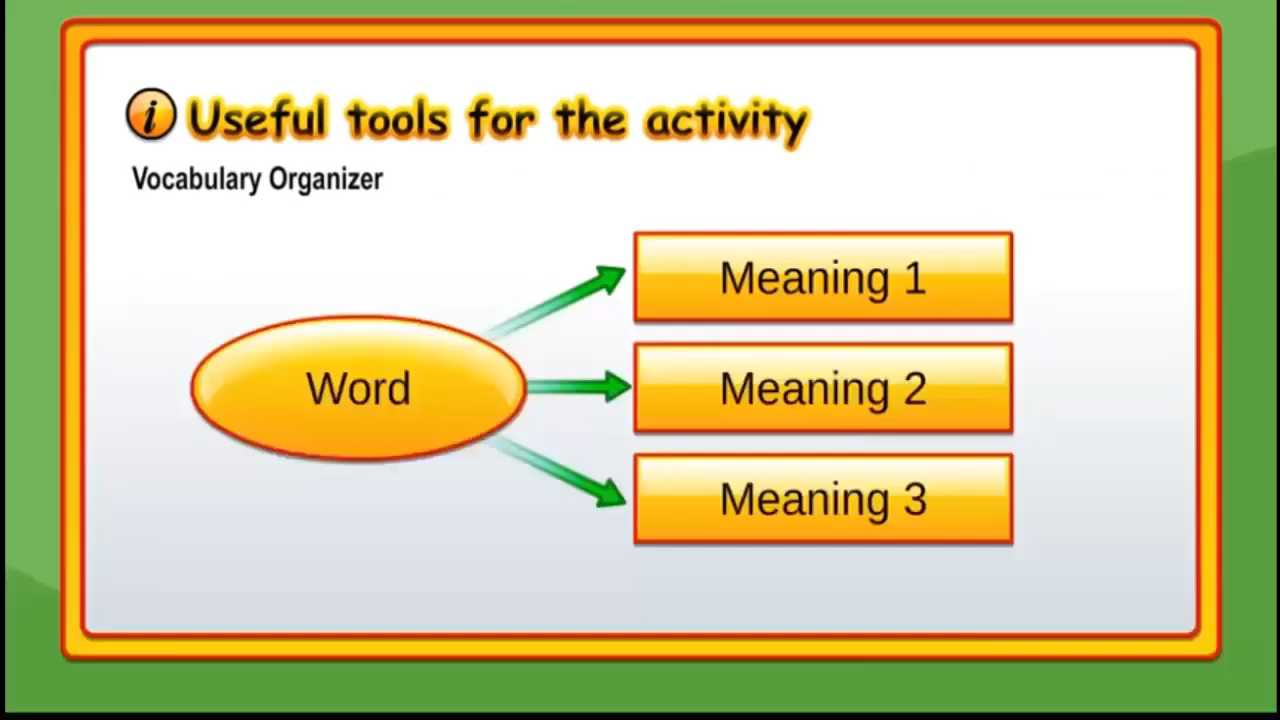 i Useful tools for the activity
Vocabulary Organizer
Meaning 1
Word
Meaning 2
Meaning 3